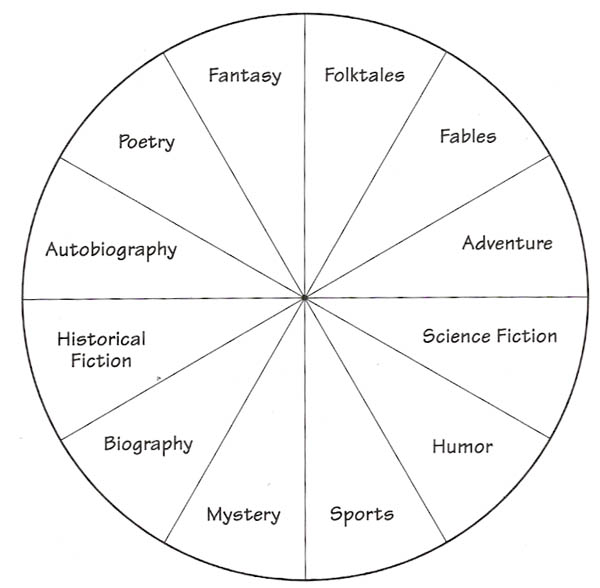 Fantasy
Folktales
Poetry
Fables
Autobiography
Adventure
Historical
Fiction
Science Fiction
Biography
Humor
Mystery
Sports